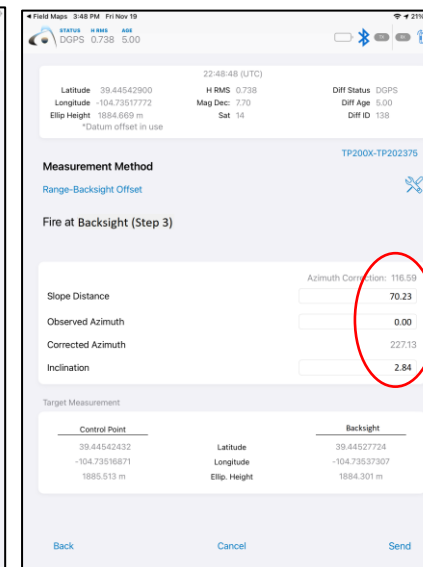 Field Maps 3:48 PM Fri Nov 19 21%
STATUS H RMS AGE
DGPS 0.738 5.00
22:48:48 (UTC)
Latitude 39.44542900 H RMS 0.738 Diff Status DGPS
Longitude -104.73517772 Mag Dec: 7.70 Diff Age 5.00
Ellip Height 1884.669 m Sat 14 Diff ID 138
*Datum offset in use
TP200X-TP202375
Measurement Method
Range-Backsight Offset
Fire at Backsight (Step 3)
Azimuth Correction: 116.59
Slope Distance 70.23
Observed Azimuth 0.00
Corrected Azimuth 227.13
Inclination 2.84
Target Measurement
Control Point Backsight
39.44542432 Latitude 39.44527724
-104.73516871 Longitude -104.73537307
1885.513 m Ellip. Height 1884.301 m
Back Cancel Send